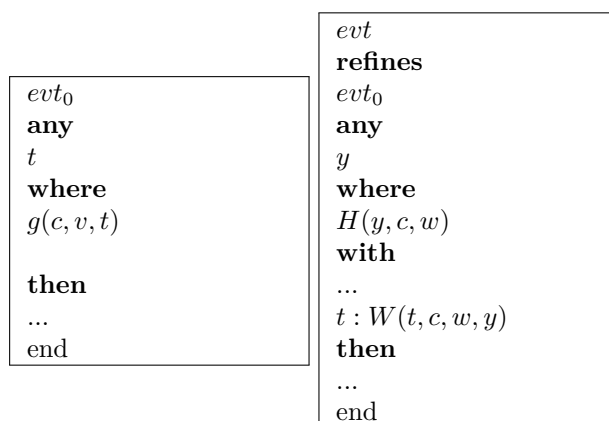 evt₀
any
t
where
g(c, v, t)
then
...
end
evt
refines
evt₀
any
y
where
H(y, c, w)
with
...
t : W(t, c, w, y)
then
...
end